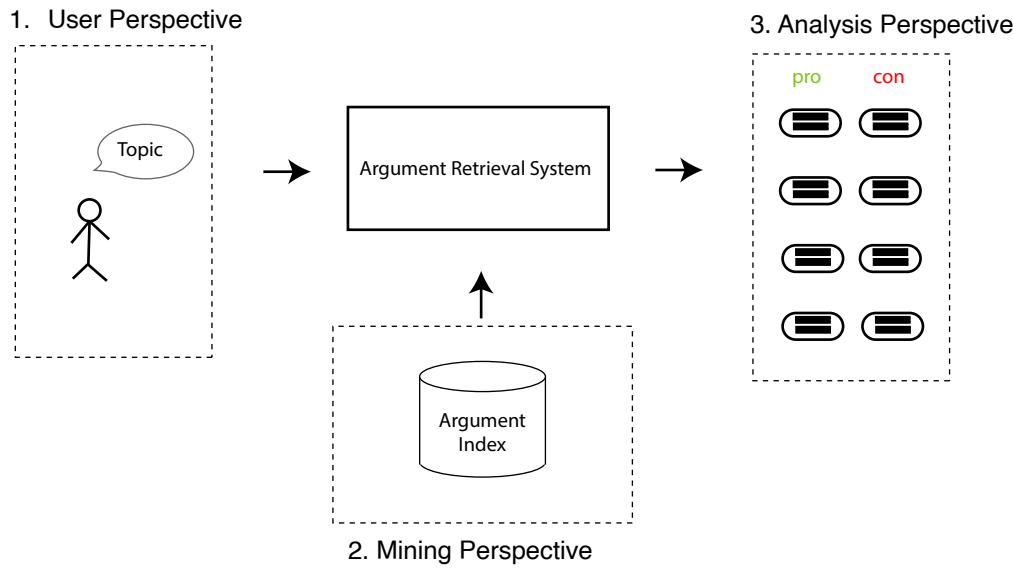 1. User Perspective
Topic
Argument Retrieval System
3. Analysis Perspective
pro con
Argument
Index
2. Mining Perspective